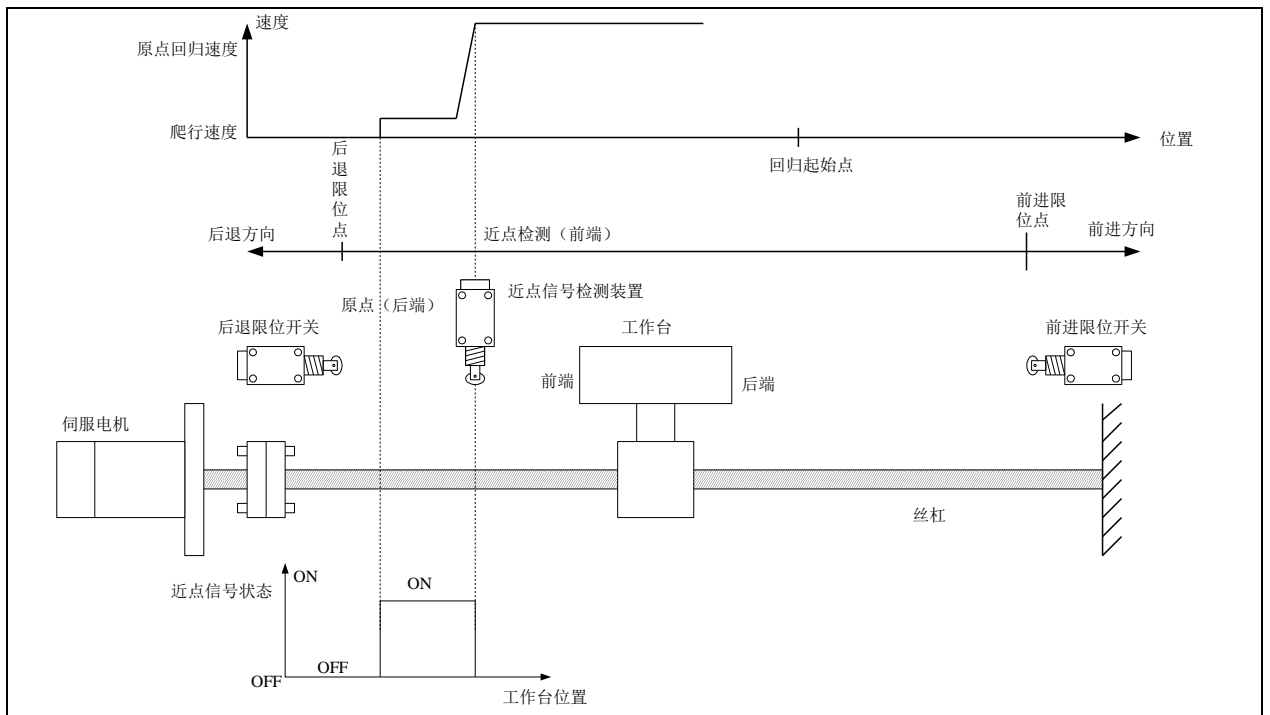 速度
原点回归速度
爬行速度
位置
后退限位点
回归起始点
前进限
位点
后退方向
近点检测（前端）
前进方向
原点（后端）
近点信号检测装置
后退限位开关
工作台
前进限位开关
前端
后端
伺服电机
丝杠
近点信号状态
ON
ON
OFF
OFF
工作台位置